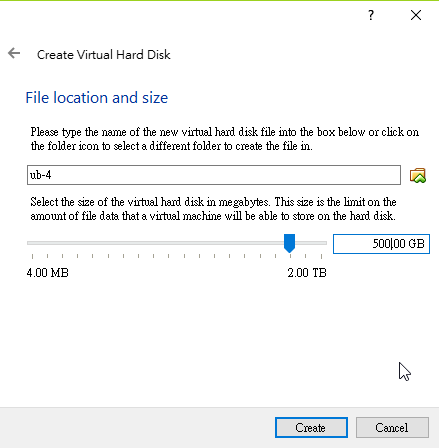 ?
Create Virtual Hard Disk
File location and size
Please type the name of the new virtual hard disk file into the box below or click on
the folder icon to select a different folder to create the file in.
ub-4
Select the size of the virtual hard disk in megabytes. This size is the limit on the
amount of file data that a virtual machine will be able to store on the hard disk.
500.00 GB
4.00 MB 2.00 TB
Create Cancel